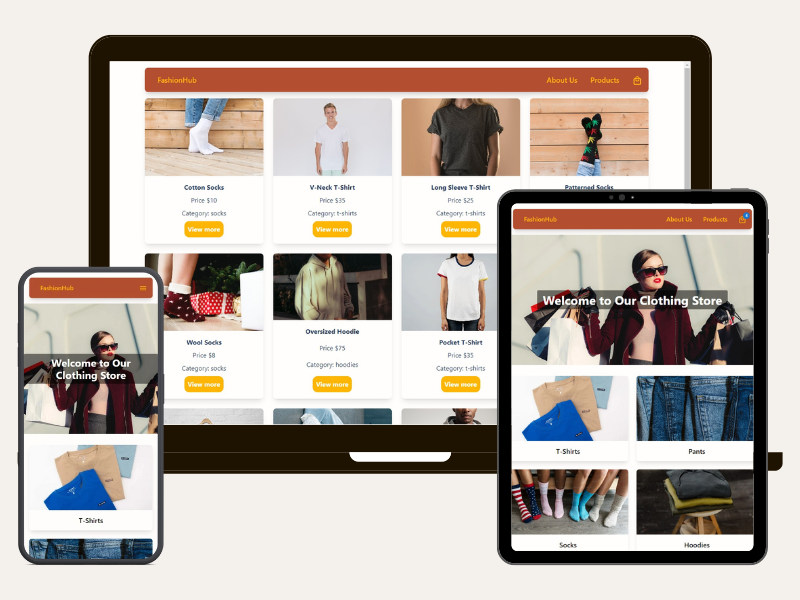 FashionHub
About Us
Products
Cotton Socks
Price $10
Category: socks
View more
V-Neck T-Shirt
Price $35
Category: t-shirts
View more
Long Sleeve T-Shirt
Price $25
Category: t-shirts
View more
Patterned Socks
Wool Socks
Price $8
Category: socks
View more
Oversized Hoodie
Price $75
Category: hoodies
View more
Pocket T-Shirt
Price $35
Category: t-shirts
View more
FashionHub
Welcome to Our
Clothing Store
T-Shirts
FashionHub
About Us
Products
Welcome to Our Clothing Store
T-Shirts
Pants
Socks
Hoodies